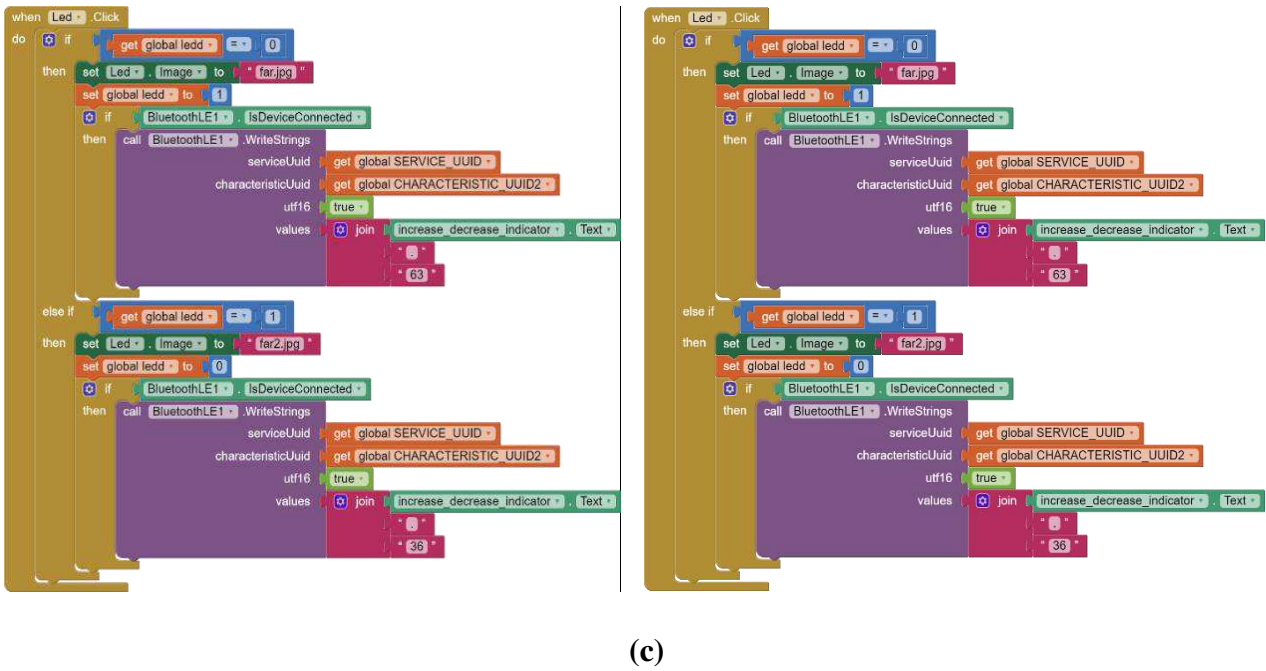 when Led .Click
do if get global ledd = 0
then set Led . Image to " far.jpg "
set global ledd to 1
if BluetoothLE1 . IsDeviceConnected
then call BluetoothLE1 .WriteStrings
serviceUuid get global SERVICE_UUID
characteristicUuid get global CHARACTERISTIC_UUID2
utf16 true
values join increase_decrease_indicator . Text
" . "
" 63 "
else if get global ledd = 1
then set Led . Image to " far2.jpg "
set global ledd to 0
if BluetoothLE1 . IsDeviceConnected
then call BluetoothLE1 .WriteStrings
serviceUuid get global SERVICE_UUID
characteristicUuid get global CHARACTERISTIC_UUID2
utf16 true
values join increase_decrease_indicator . Text
" . "
" 36 "
when Led .Click
do if get global ledd = 0
then set Led . Image to " far.jpg "
set global ledd to 1
if BluetoothLE1 . IsDeviceConnected
then call BluetoothLE1 .WriteStrings
serviceUuid get global SERVICE_UUID
characteristicUuid get global CHARACTERISTIC_UUID2
utf16 true
values join increase_decrease_indicator . Text
" . "
" 63 "
else if get global ledd = 1
then set Led . Image to " far2.jpg "
set global ledd to 0
if BluetoothLE1 . IsDeviceConnected
then call BluetoothLE1 .WriteStrings
serviceUuid get global SERVICE_UUID
characteristicUuid get global CHARACTERISTIC_UUID2
utf16 true
values join increase_decrease_indicator . Text
" . "
" 36 "
(c)